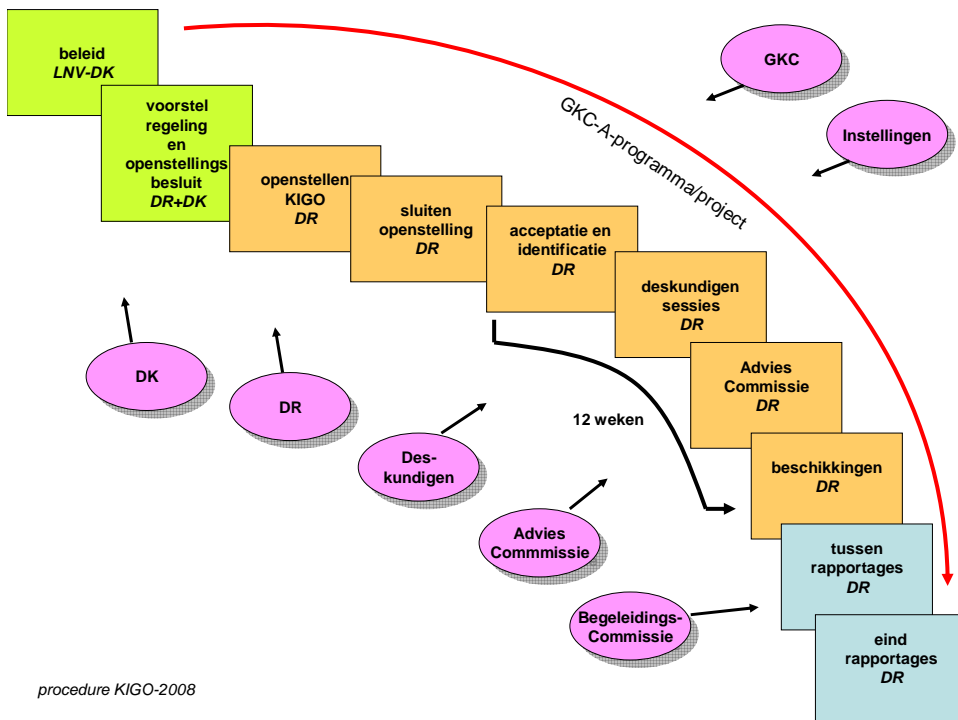 beleid
LNV-DK
voorstel
regeling
en
openstellings
besluit
DR+DK
openstellen
KIGO
DR
sluiten
openstelling
DR
acceptatie en
identificatie
DR
deskundigen
sessies
DR
Advies
Commissie
DR
beschikkingen
DR
tussen
rapportages
DR
eind
rapportages
DR
GKC-A-programma/project
GKC
Instellingen
DK
DR
Des-
kundigen
Advies
Commmissie
Begeleidings-
Commissie
12 weken
procedure KIGO-2008